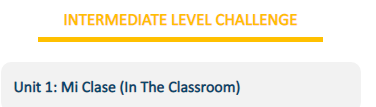 INTERMEDIATE LEVEL CHALLENGE
Unit 1: Mi Clase (In The Classroom)